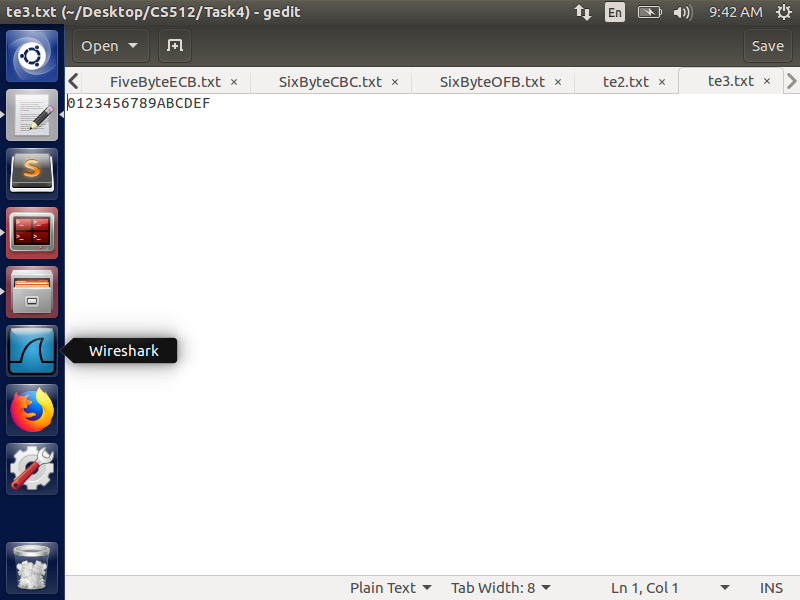 te3.txt (~/Desktop/CS512/Task4) - gedit
En
9:42 AM
Open
Save
FiveByteECB.txt × SixByteCBC.txt × SixByteOFB.txt × te2.txt × te3.txt ×
0123456789ABCDEF
Wireshark
Plain Text Tab Width: 8 Ln 1, Col 1 INS